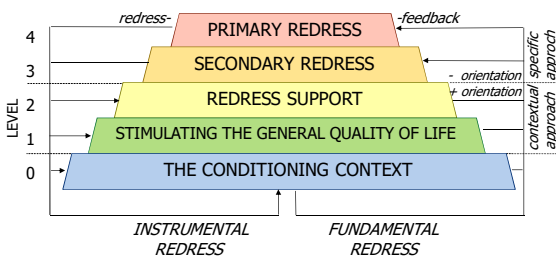 redress-
-feedback
4
PRIMARY REDRESS
3
SECONDARY REDRESS
- orientation
+ orientation
2
REDRESS SUPPORT
1
STIMULATING THE GENERAL QUALITY OF LIFE
0
THE CONDITIONING CONTEXT
LEVEL
specific
approch
contextual
approach
INSTRUMENTAL
REDRESS
FUNDAMENTAL
REDRESS